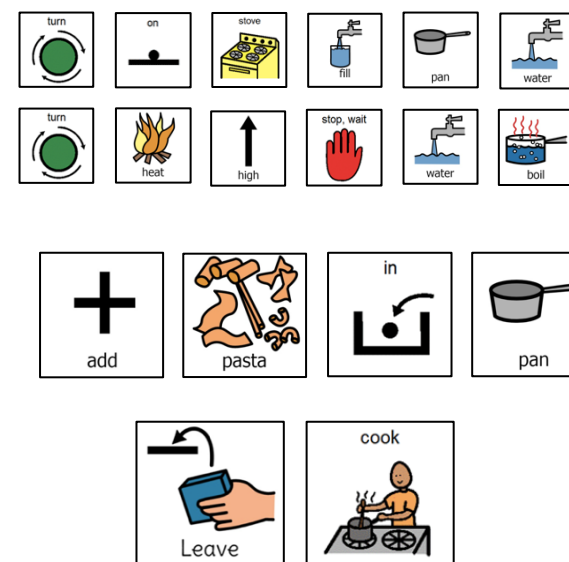 turn on stove fill pan water
turn heat high stop, wait water boil
add pasta in pan
Leave cook